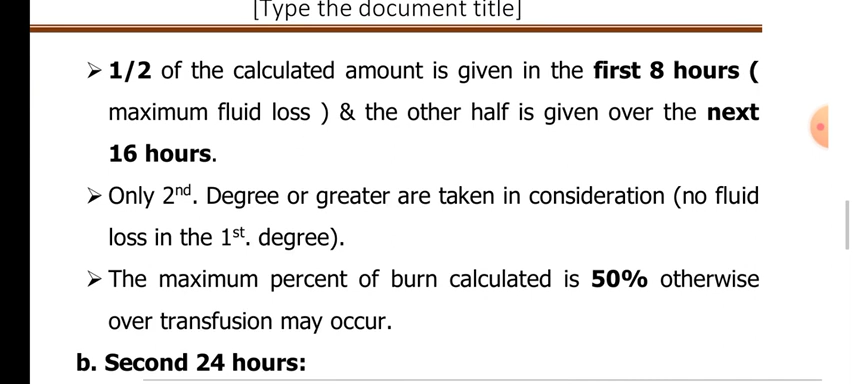 [Type the document title]
➢ 1/2 of the calculated amount is given in the first 8 hours (
maximum fluid loss ) & the other half is given over the next
16 hours.
➢ Only 2nd. Degree or greater are taken in consideration (no fluid
loss in the 1st. degree).
➢ The maximum percent of burn calculated is 50% otherwise
over transfusion may occur.
b. Second 24 hours: